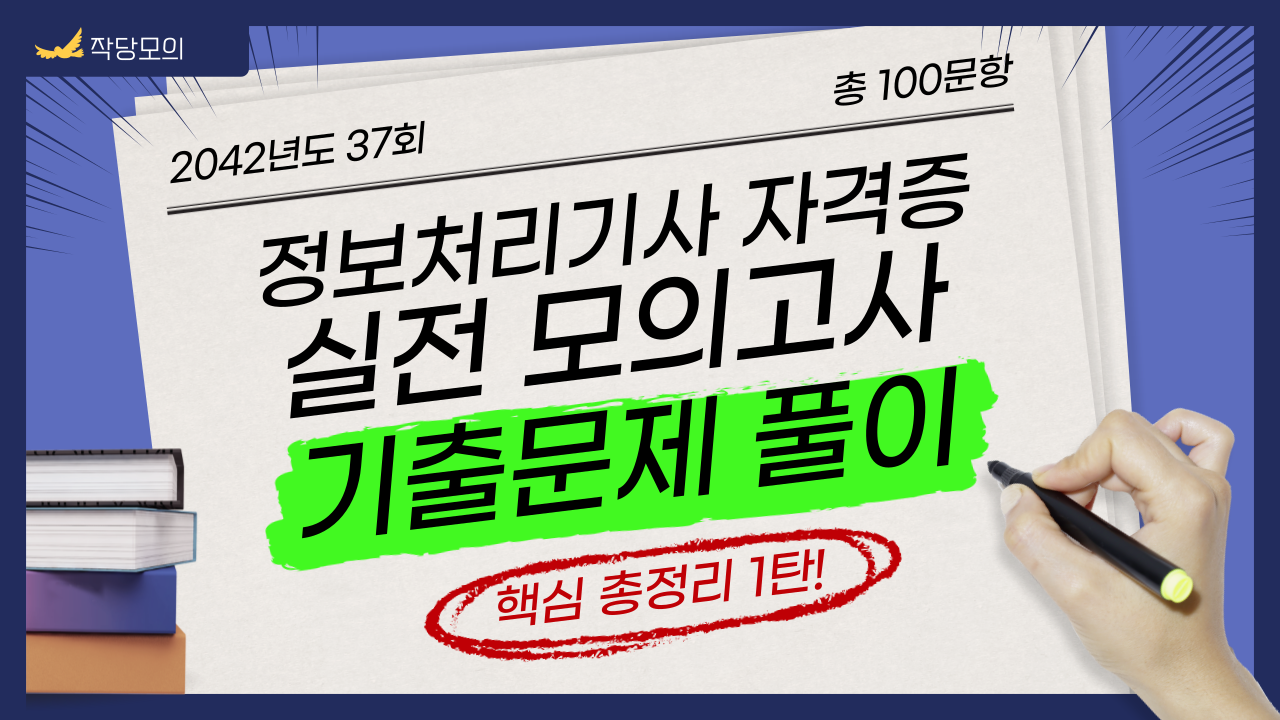 작당모의
총 100문항
2042년도 37회
정보처리기사 자격증
실전 모의고사
기출문제 풀이
핵심 총정리 1탄!